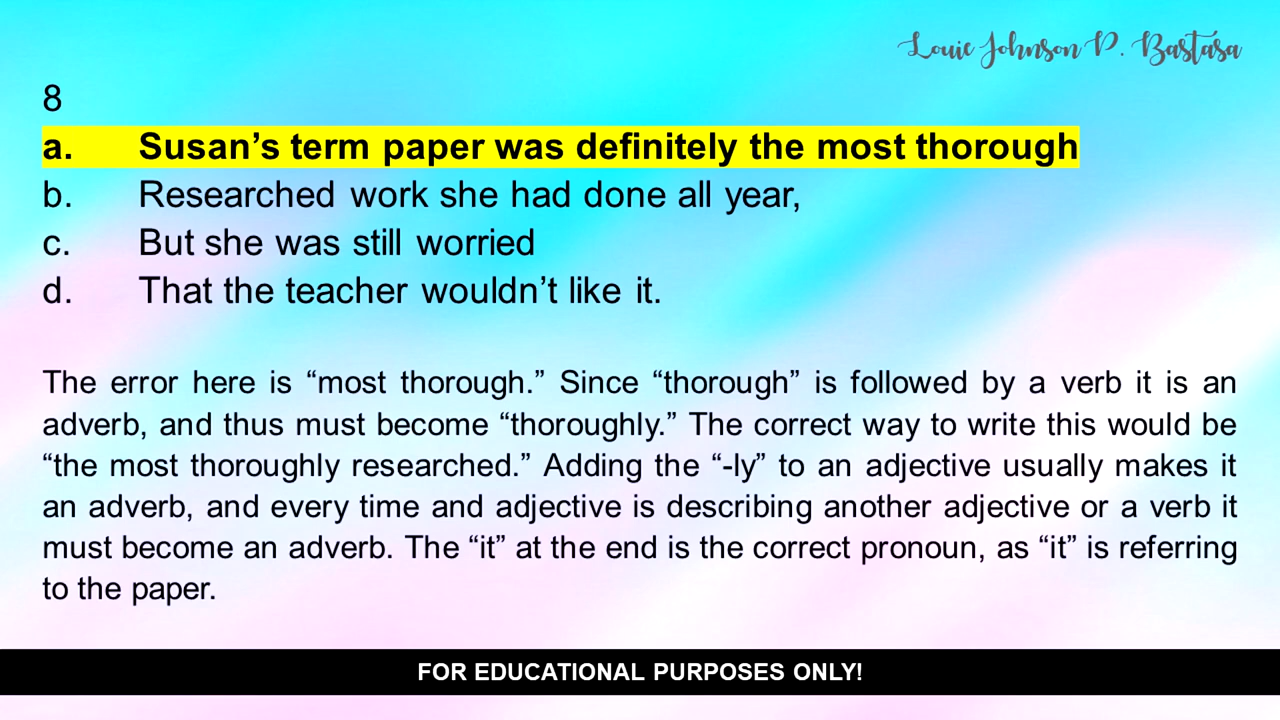 Louie Johnson P. Bastasa
8
a. Susan’s term paper was definitely the most thorough
b. Researched work she had done all year,
c. But she was still worried
d. That the teacher wouldn’t like it.
The error here is “most thorough.” Since “thorough” is followed by a verb it is an
adverb, and thus must become “thoroughly.” The correct way to write this would be
“the most thoroughly researched.” Adding the “-ly” to an adjective usually makes it
an adverb, and every time and adjective is describing another adjective or a verb it
must become an adverb. The “it” at the end is the correct pronoun, as “it” is referring
to the paper.
FOR EDUCATIONAL PURPOSES ONLY!